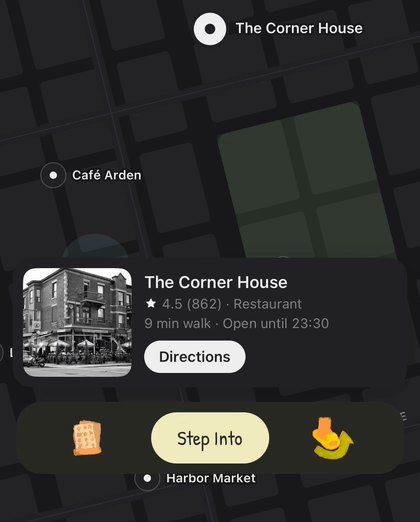 The Corner House
Café Arden
The Corner House
★ 4.5 (862) · Restaurant
9 min walk · Open until 23:30
Directions
Step Into
Harbor Market